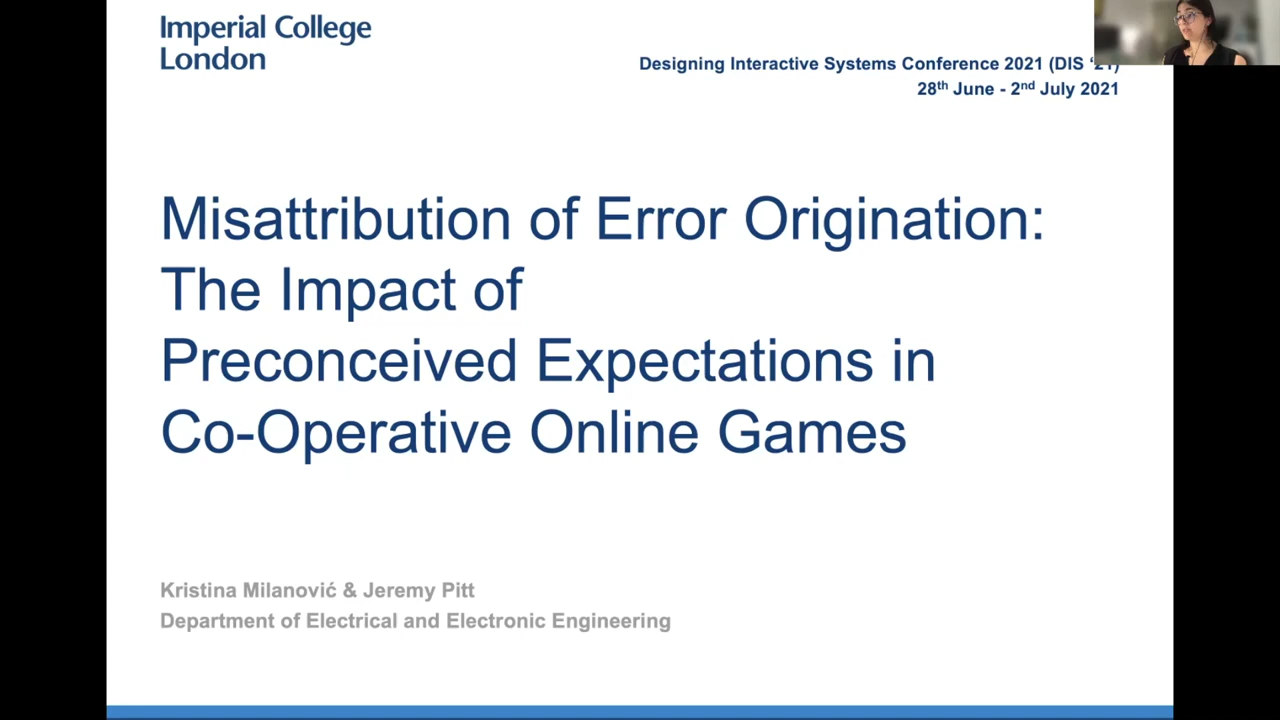 Imperial College
London
Designing Interactive Systems Conference 2021 (DIS ‘21)
28th June - 2nd July 2021
Misattribution of Error Origination:
The Impact of
Preconceived Expectations in
Co-Operative Online Games
Kristina Milanović & Jeremy Pitt
Department of Electrical and Electronic Engineering